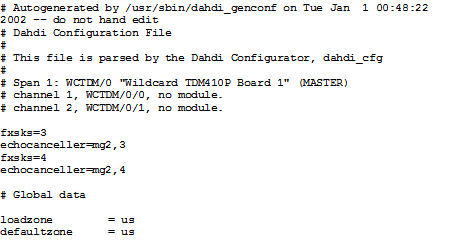 # Autogenerated by /usr/sbin/dahdi_genconf on Tue Jan  1 00:48:22
2002 -- do not hand edit
# Dahdi Configuration File
#
# This file is parsed by the Dahdi Configurator, dahdi_cfg
#
# Span 1: WCTDM/0 "Wildcard TDM410P Board 1" (MASTER)
# channel 1, WCTDM/0/0, no module.
# channel 2, WCTDM/0/1, no module.

fxsks=3
echocanceller=mg2,3
fxsks=4
echocanceller=mg2,4

# Global data

loadzone        = us
defaultzone     = us